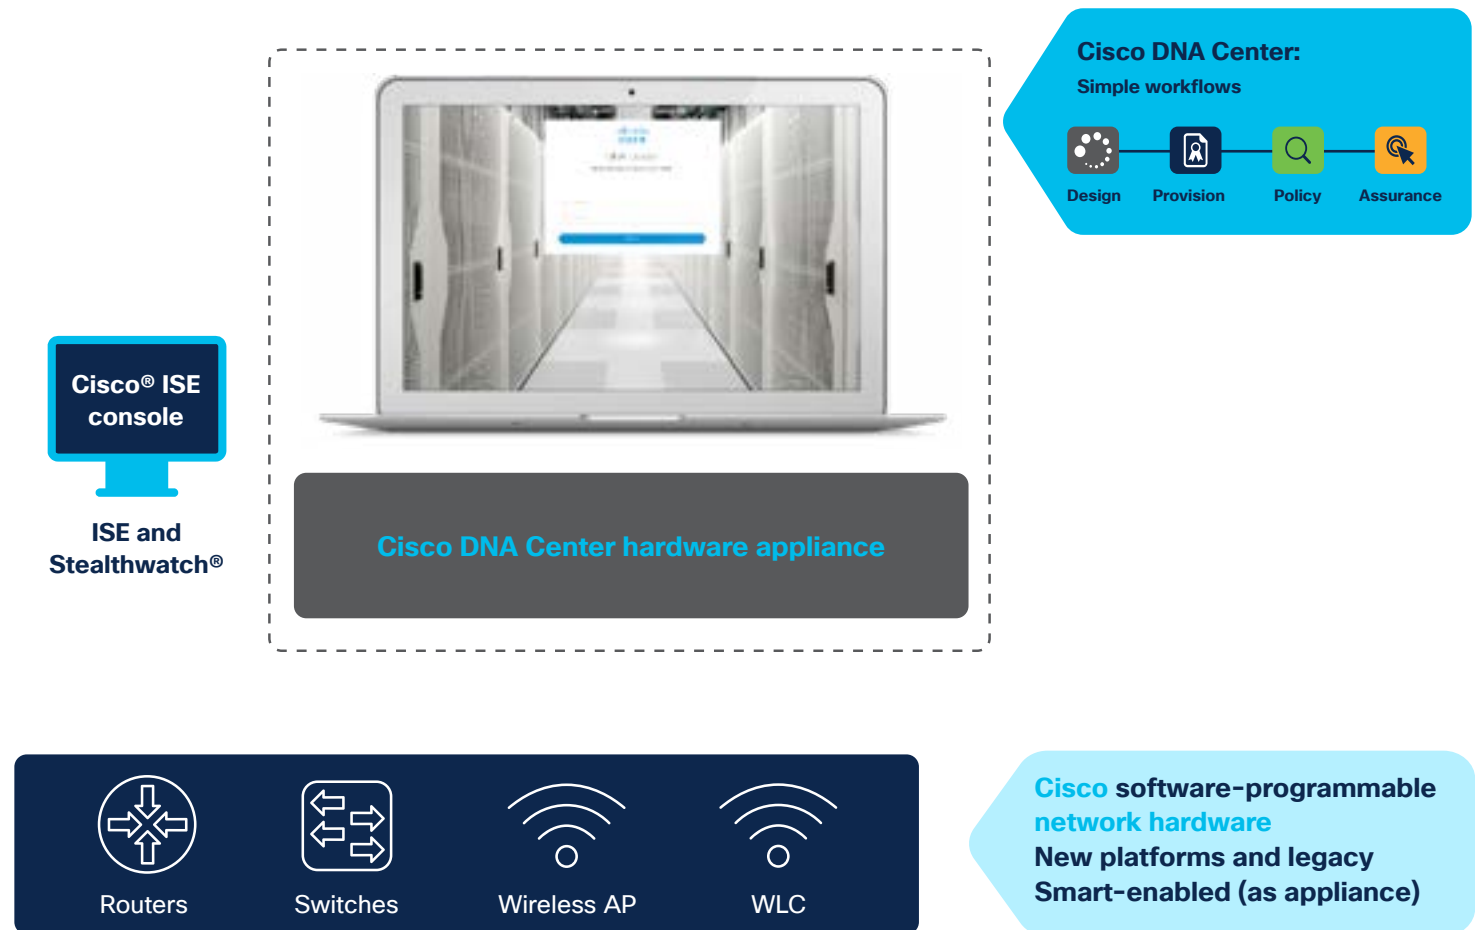 Cisco DNA Center:
Simple workflows
Design
Provision
Policy
Assurance
Cisco® ISE
console
ISE and
Stealthwatch®
Cisco DNA Center hardware appliance
Routers
Switches
Wireless AP
WLC
Cisco software-programmable
network hardware
New platforms and legacy
Smart-enabled (as appliance)